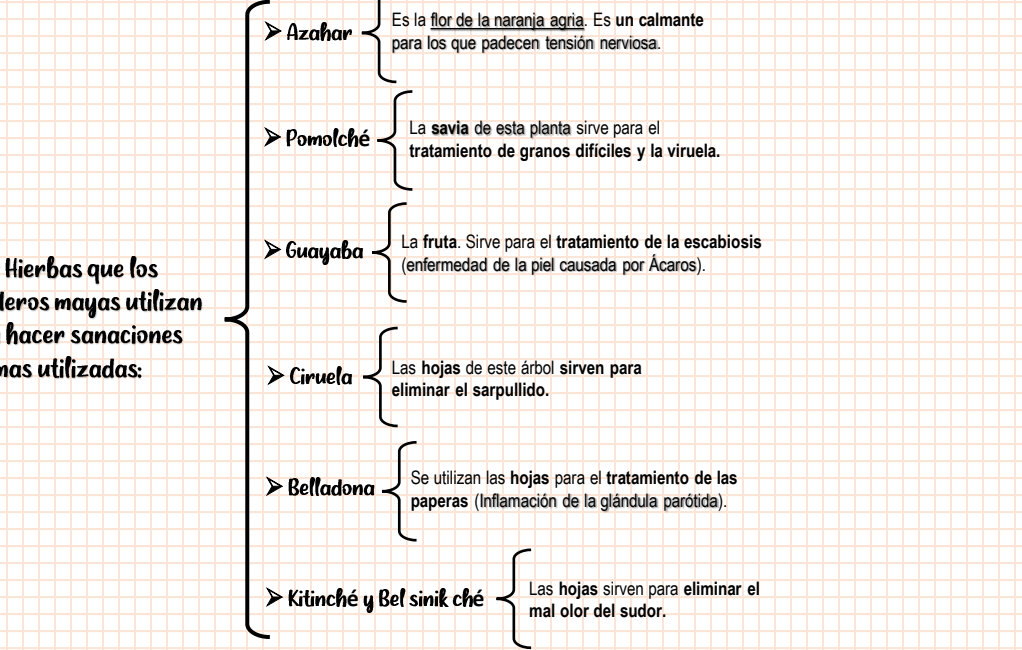 Hierbas que los
mayas utilizan
hacer sanaciones
utilizadas:
➢ Azahar
Es la flor de la naranja agria. Es un calmante
para los que padecen tensión nerviosa.
➢ Pomolché
La savia de esta planta sirve para el
tratamiento de granos difíciles y la viruela.
➢ Guayaba
La fruta. Sirve para el tratamiento de la escabiosis
(enfermedad de la piel causada por Ácaros).
➢ Ciruela
Las hojas de este árbol sirven para
eliminar el sarpullido.
➢ Belladona
Se utilizan las hojas para el tratamiento de las
paperas (Inflamación de la glándula parótida).
➢ Kitinché y Bel sinik ché
Las hojas sirven para eliminar el
mal olor del sudor.